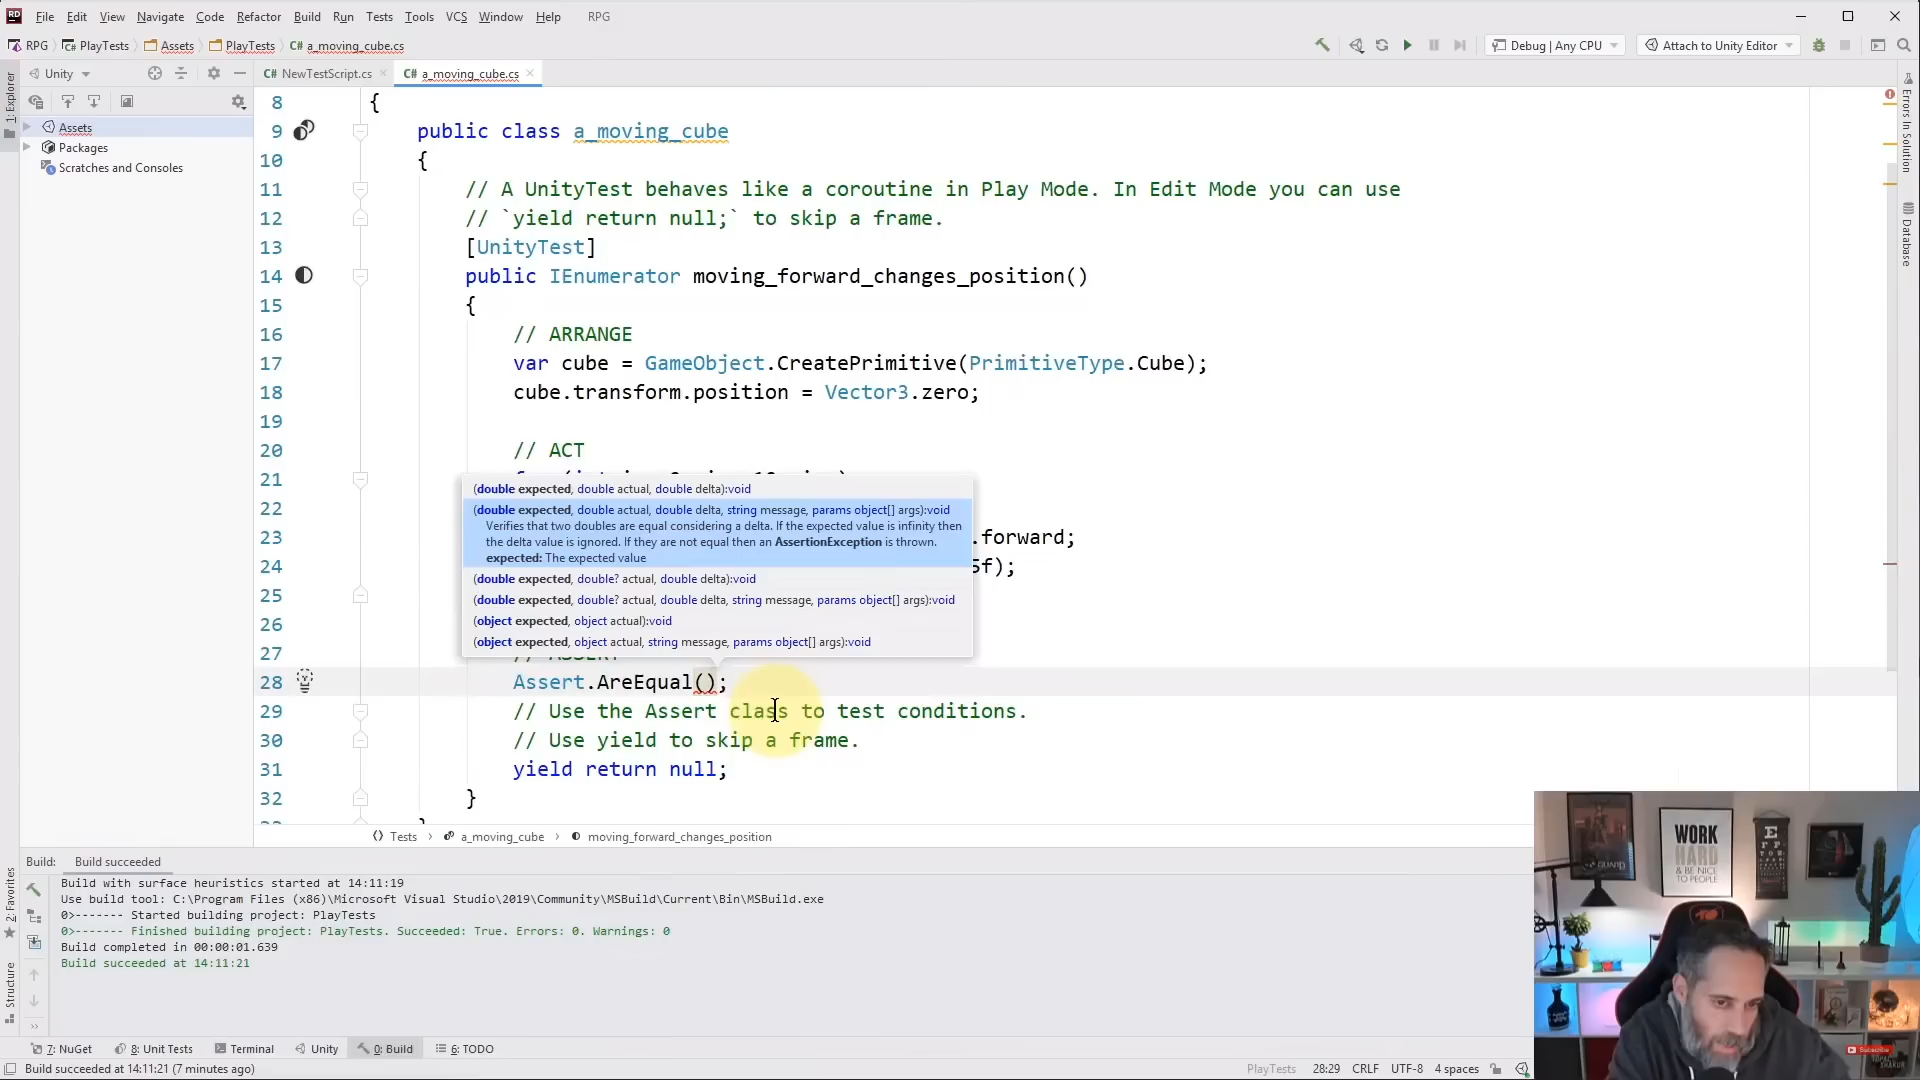 File Edit View Navigate Code Refactor Build Run Tests Tools VCS Window Help RPG
RPG PlayTests Assets PlayTests C# a_moving_cube.cs Debug | Any CPU Attach to Unity Editor
Unity C# NewTestScript.cs C# a_moving_cube.cs
1: Explorer
Assets
Packages
Scratches and Consoles
8 {
9 public class a_moving_cube
10 {
11 // A UnityTest behaves like a coroutine in Play Mode. In Edit Mode you can use
12 // `yield return null;` to skip a frame.
13 [UnityTest]
14 public IEnumerator moving_forward_changes_position()
15 {
16 // ARRANGE
17 var cube = GameObject.CreatePrimitive(PrimitiveType.Cube);
18 cube.transform.position = Vector3.zero;
19
20 // ACT
21
22
23 .forward;
24 5f);
25
26
27 // ASSERT
(double expected, double actual, double delta):void
(double expected, double actual, double delta, string message, params object[] args):void
Verifies that two doubles are equal considering a delta. If the expected value is infinity then
the delta value is ignored. If they are not equal then an AssertionException is thrown.
expected: The expected value
(double expected, double? actual, double delta):void
(double expected, double? actual, double delta, string message, params object[] args):void
(object expected, object actual):void
(object expected, object actual, string message, params object[] args):void
28 Assert.AreEqual();
29 // Use the Assert class to test conditions.
30 // Use yield to skip a frame.
31 yield return null;
32 }
Tests a_moving_cube moving_forward_changes_position
Errors In Solution
Database
Build: Build succeeded
Build with surface heuristics started at 14:11:19
Use build tool: C:\Program Files (x86)\Microsoft Visual Studio\2019\Community\MSBuild\Current\Bin\MSBuild.exe
0>------- Started building project: PlayTests
0>------- Finished building project: PlayTests. Succeeded: True. Errors: 0. Warnings: 0
Build completed in 00:00:01.639
Build succeeded at 14:11:21
2: Favorites
Structure
7: NuGet 8: Unit Tests Terminal Unity 0: Build 6: TODO
Build succeeded at 14:11:21 (7 minutes ago) PlayTests 28:29 CRLF UTF-8 4 spaces
WORK
HARD
& BE NICE
TO PEOPLE
Subscribe